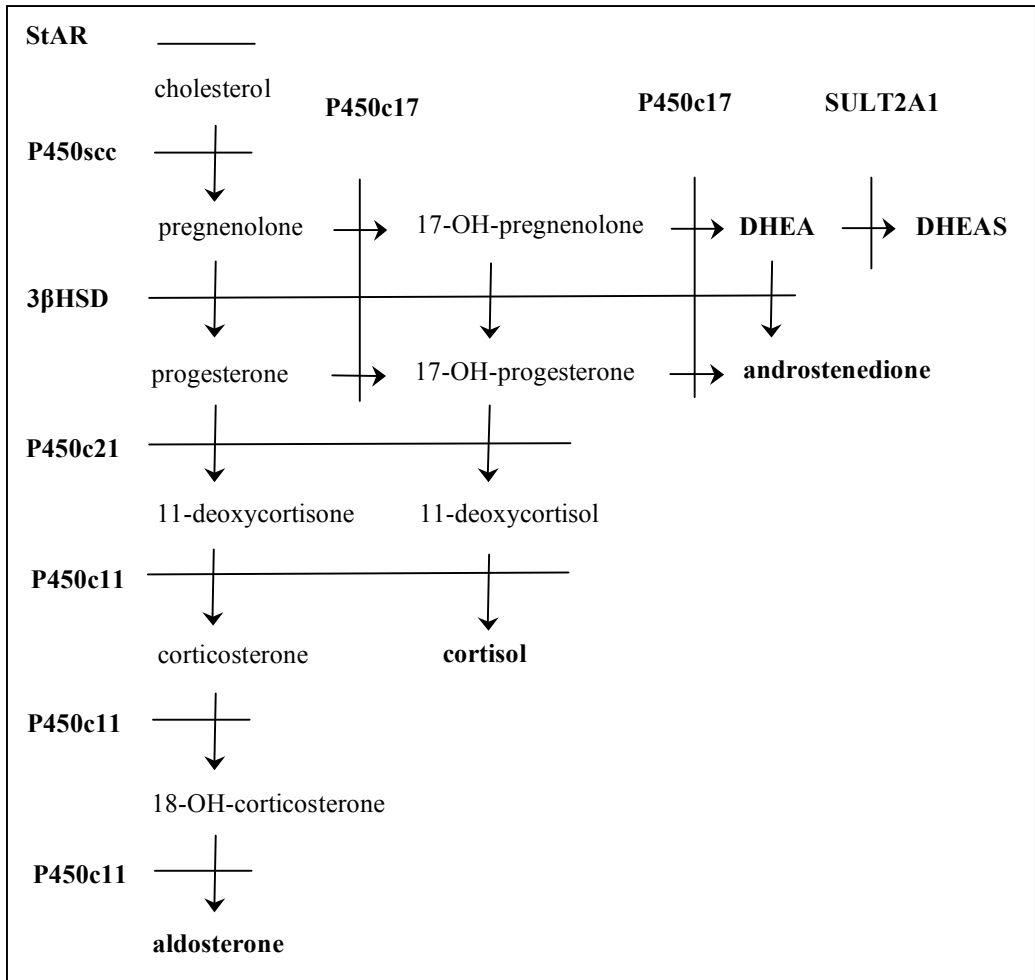 StAR
cholesterol
P450c17 P450c17 SULT2A1
P450scc
pregnenolone 17-OH-pregnenolone DHEA DHEAS
3βHSD
progesterone 17-OH-progesterone androstenedione
P450c21
11-deoxycortisone 11-deoxycortisol
P450c11
corticosterone cortisol
P450c11
18-OH-corticosterone
P450c11
aldosterone